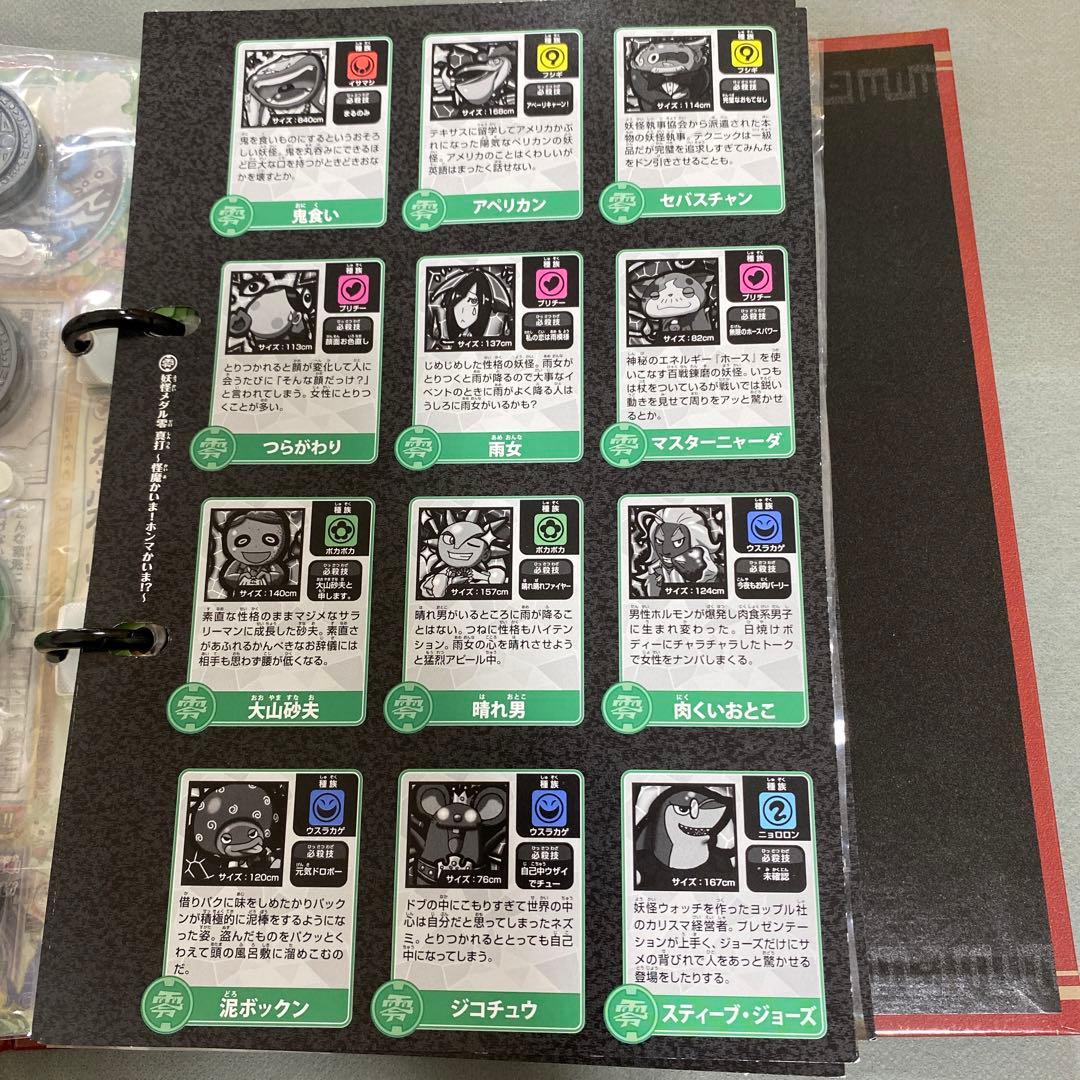 妖怪メダル零 真打 ～怪魔かいま！ホンマかいま!?～
種族
イサマシ
必殺技
まるのみ
サイズ：840cm
鬼を食いものにするというおそろ
しい妖怪。鬼を丸呑みにできるほ
ど巨大な口を持つがときどきおな
かを壊すとか。
零
鬼食い
種族
フシギ
必殺技
アペーリキャーン！
サイズ：168cm
テキサスに留学してアメリカかぶ
れになった陽気なペリカンの妖
怪。アメリカのことはくわしいが
英語はまったく話せない。
零
アペリカン
種族
フシギ
必殺技
完璧なおもてなし
サイズ：114cm
妖怪執事協会から派遣された本
物の妖怪執事。テクニックは一級
品だが完璧を追求しすぎてみんな
をドン引きさせることも。
零
セバスチャン
種族
プリチー
必殺技
顔面お色直し
サイズ：113cm
とりつかれると顔が変化して人に
会うたびに「そんな顔だっけ？」
と言われてしまう。女性にとりつ
くことが多い。
零
つらがわり
種族
プリチー
必殺技
私の恋は雨模様
サイズ：137cm
じめじめした性格の妖怪。雨女が
とりつくと雨が降るので大事なイ
ベントのときに雨がよく降る人は
うしろに雨女がいるかも？
零
雨女
種族
プリチー
必殺技
無限のホースパワー
サイズ：82cm
神秘のエネルギー『ホース』を使
いこなす百戦錬磨の妖怪。いつも
は杖をついているが戦いでは鋭い
動きを見せて周りをアッと驚かせ
るとか。
零
マスターニャーダ
種族
ポカポカ
必殺技
大山砂夫と
申します。
サイズ：140cm
素直な性格のままマジメなサラ
リーマンに成長した砂夫。素直さ
があふれるかんぺきなお辞儀には
相手も思わず腰が低くなる。
零
大山砂夫
種族
ポカポカ
必殺技
晴れ晴れファイヤー
サイズ：157cm
晴れ男がいるところに雨が降るこ
とはない。つねに性格もハイテン
ション。雨女の心を晴れさせようと
と猛烈アピール中。
零
晴れ男
種族
ウスラカゲ
必殺技
今夜もお肉パーリー
サイズ：124cm
男性ホルモンが爆発し肉食系男子
に生まれ変わった。日焼けボ
ディーにチャラチャラしたトーク
で女性をナンパしまくる。
零
肉くいおとこ
種族
ウスラカゲ
必殺技
元気ドロボー
サイズ：120cm
借りパクに味をしめたかりパック
ンが積極的に泥棒をするようにな
った姿。盗んだものをパクッとく
わえて頭の風呂敷に溜めこむの
だ。
零
泥ボックン
種族
ウスラカゲ
必殺技
自己中ウザイ
でチュー
サイズ：76cm
ドブの中にこもりすぎて世界の中
心は自分だと思ってしまったネズ
ミ。とりつかれるととっても自己
中になってしまう。
零
ジコチュウ
種族
ニョロロン
必殺技
未確認
サイズ：167cm
妖怪ウォッチを作ったヨップル社
のカリスマ経営者。プレゼンテー
ションが上手く、ジョーズだけにサ
メの背びれで人をあっと驚かせる
登場をしたりする。
零
スティーブ・ジョーズ